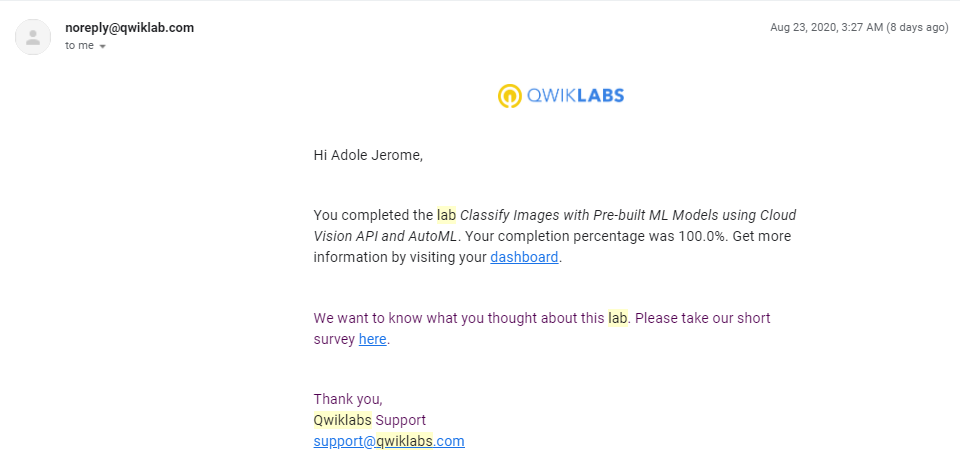 noreply@qwiklab.com
Aug 23, 2020, 3:27 AM (8 days ago)
to me
QWIKLABS
Hi Adole Jerome,
You completed the lab Classify Images with Pre-built ML Models using Cloud
Vision API and AutoML. Your completion percentage was 100.0%. Get more
information by visiting your dashboard.
We want to know what you thought about this lab. Please take our short
survey here.
Thank you,
Qwiklabs Support
support@qwiklabs.com